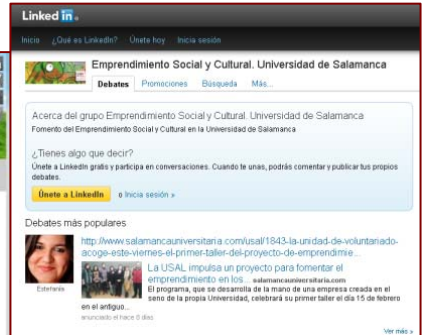 Linked in
Inicio ¿Qué es LinkedIn? Únete hoy Inicia sesión
Emprendimiento Social y Cultural. Universidad de Salamanca
Debates Promociones Búsqueda Más...
Acerca del grupo Emprendimiento Social y Cultural. Universidad de Salamanca
Fomento del Emprendimiento Social y Cultural en la Universidad de Salamanca
¿Tienes algo que decir?
Únete a LinkedIn gratis y participa en conversaciones. Cuando te unas, podrás comentar y publicar tus propios
debates.
Únete a LinkedIn o Inicia sesión »
Debates más populares
http://www.salamancauniversitaria.com/usal/1843-la-unidad-de-voluntariado-
acoge-este-viernes-el-primer-taller-del-proyecto-de-emprendimie...
La USAL impulsa un proyecto para fomentar el
emprendimiento en los... salamancauniversitaria.com
El programa, que se desarrolla de la mano de una empresa creada en el
seno de la propia Universidad, celebrará su primer taller el día 15 de febrero
en el antiguo...
Estefanía
anunciado el hace 8 días
Ver más »